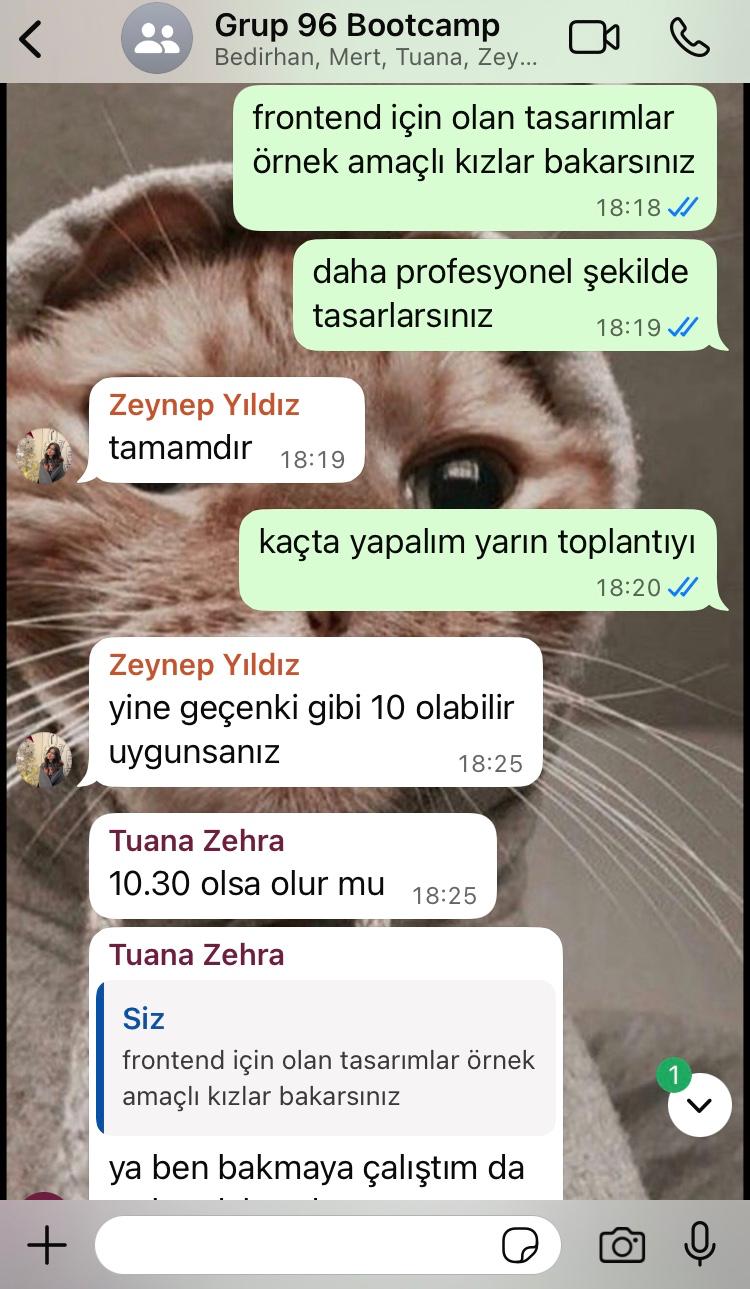 Grup 96 Bootcamp
Bedirhan, Mert, Tuana, Zey...
frontend için olan tasarımlar
örnek amaçlı kızlar bakarsınız
18:18
daha profesyonel şekilde
tasarlarsınız
18:19
Zeynep Yıldız
tamamdır
18:19
kaçta yapalım yarın toplantıyı
18:20
Zeynep Yıldız
yine geçenki gibi 10 olabilir
uygunsanız
18:25
Tuana Zehra
10.30 olsa olur mu
18:25
Tuana Zehra
Siz
frontend için olan tasarımlar örnek
amaçlı kızlar bakarsınız
1
ya ben bakmaya çalıştım da